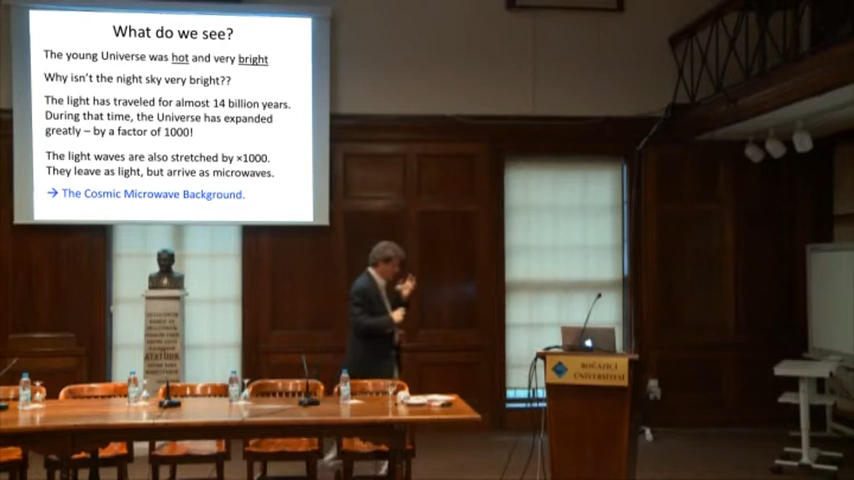 What do we see?
The young Universe was hot and very bright
Why isn't the night sky very bright??
The light has traveled for almost 14 billion years.
During that time, the Universe has expanded
greatly – by a factor of 1000!
The light waves are also stretched by ×1000.
They leave as light, but arrive as microwaves.
→ The Cosmic Microwave Background.
ATATÜRK
BOĞAZİÇİ
ÜNİVERSİTESİ